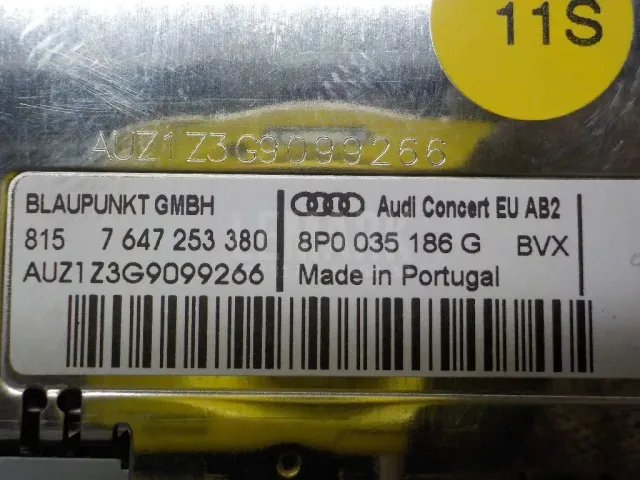 11S
AUZ1Z3G9099266
BLAUPUNKT GMBH
815 7 647 253 380
AUZ1Z3G9099266
Audi Concert EU AB2
8P0 035 186 G BVX
Made in Portugal